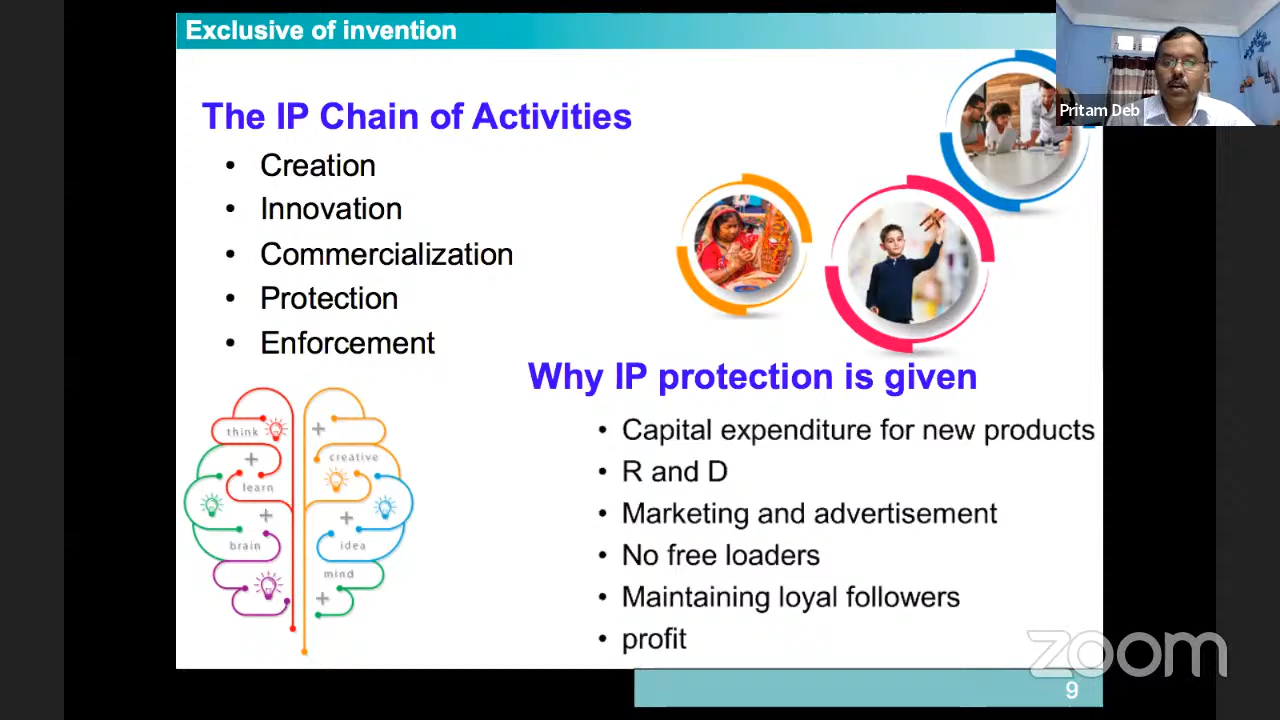 Exclusive of invention
Pritam Deb
The IP Chain of Activities
• Creation
• Innovation
• Commercialization
• Protection
• Enforcement
Why IP protection is given
• Capital expenditure for new products
• R and D
• Marketing and advertisement
• No free loaders
• Maintaining loyal followers
• profit
think
creative
learn
brain
idea
mind
zoom
9